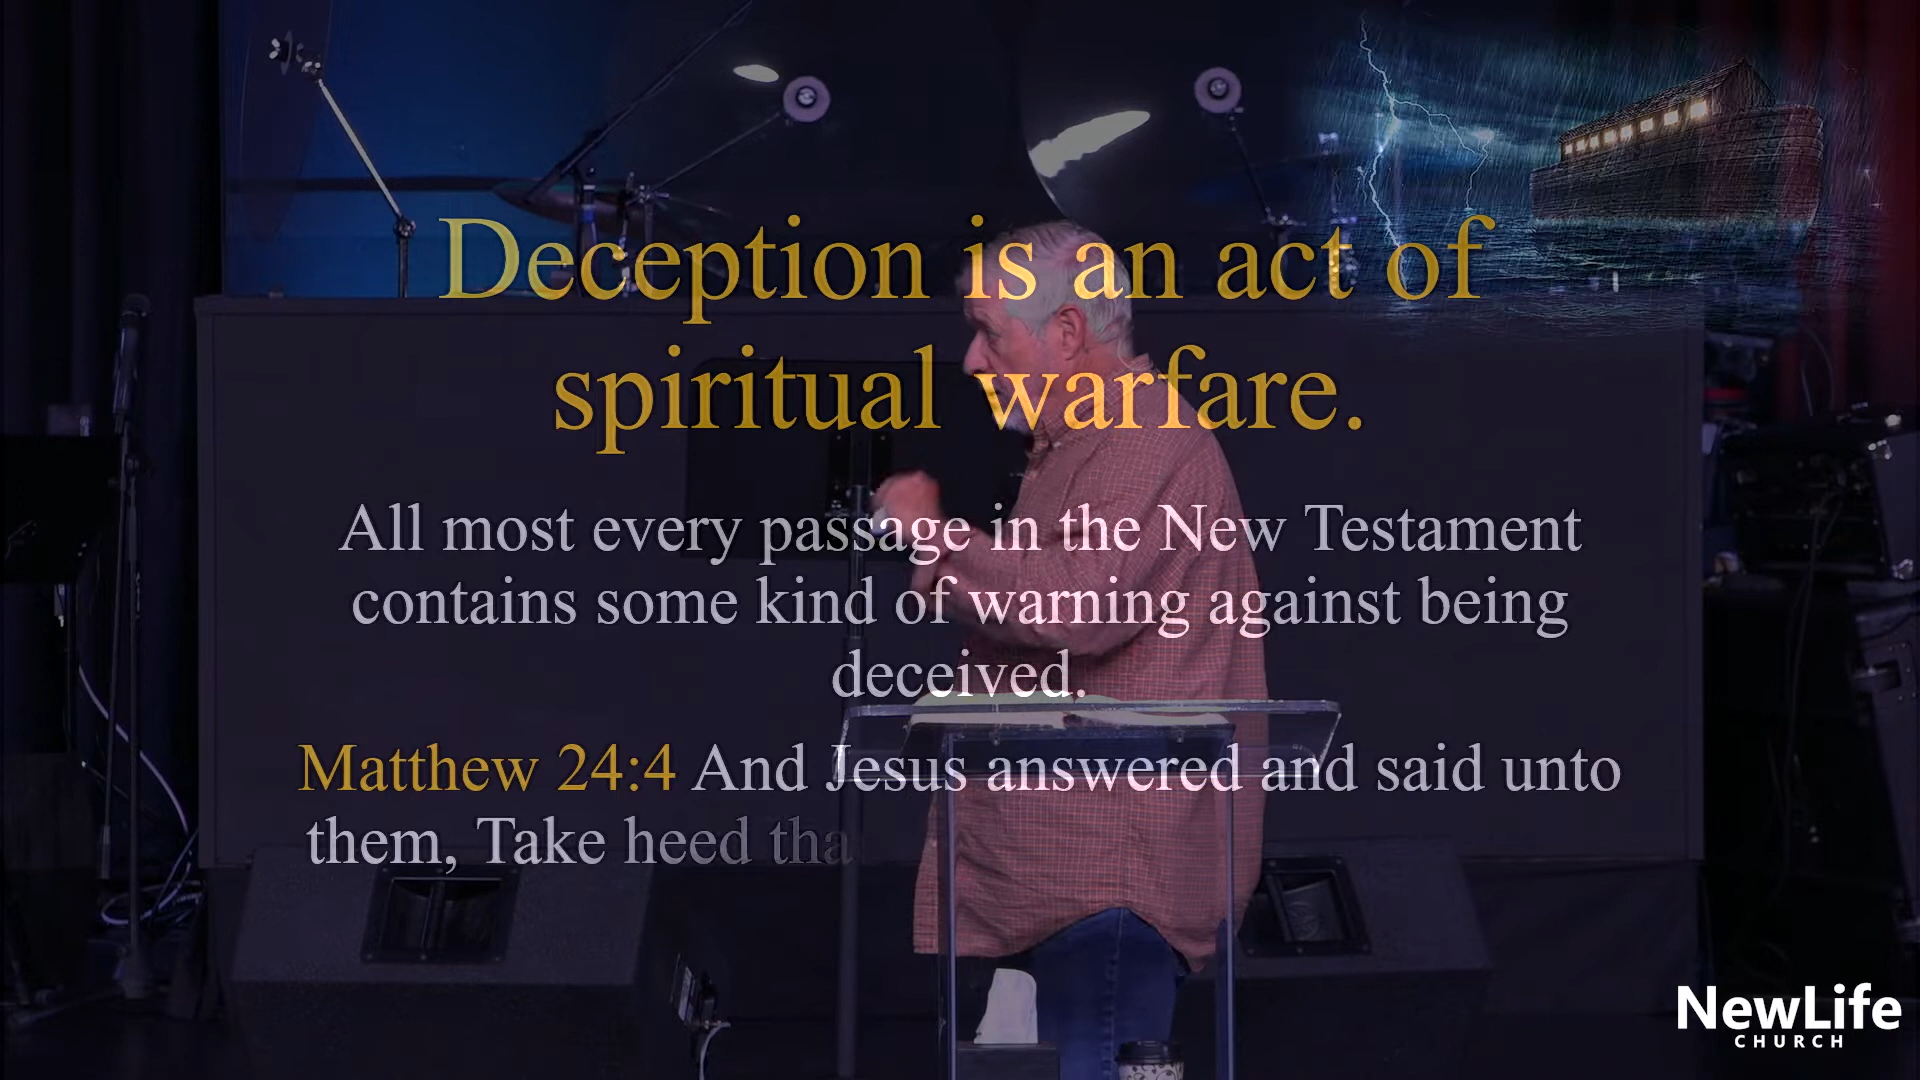 Deception is an act of
spiritual warfare.
All most every passage in the New Testament
contains some kind of warning against being
deceived.
Matthew 24:4 And Jesus answered and said unto
them, Take heed tha
NewLife
CHURCH